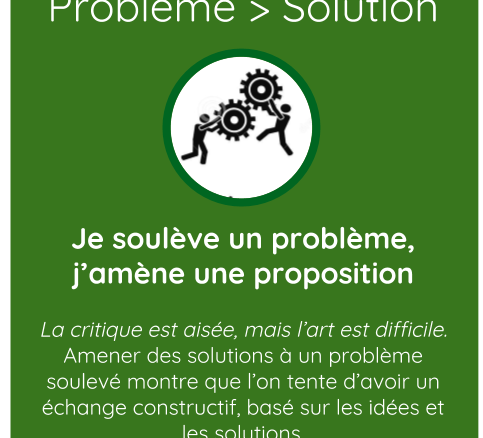 Problème > Solution
Je soulève un problème,
j'amène une proposition
La critique est aisée, mais l'art est difficile.
Amener des solutions à un problème
soulevé montre que l'on tente d'avoir un
échange constructif, basé sur les idées et
les solutions